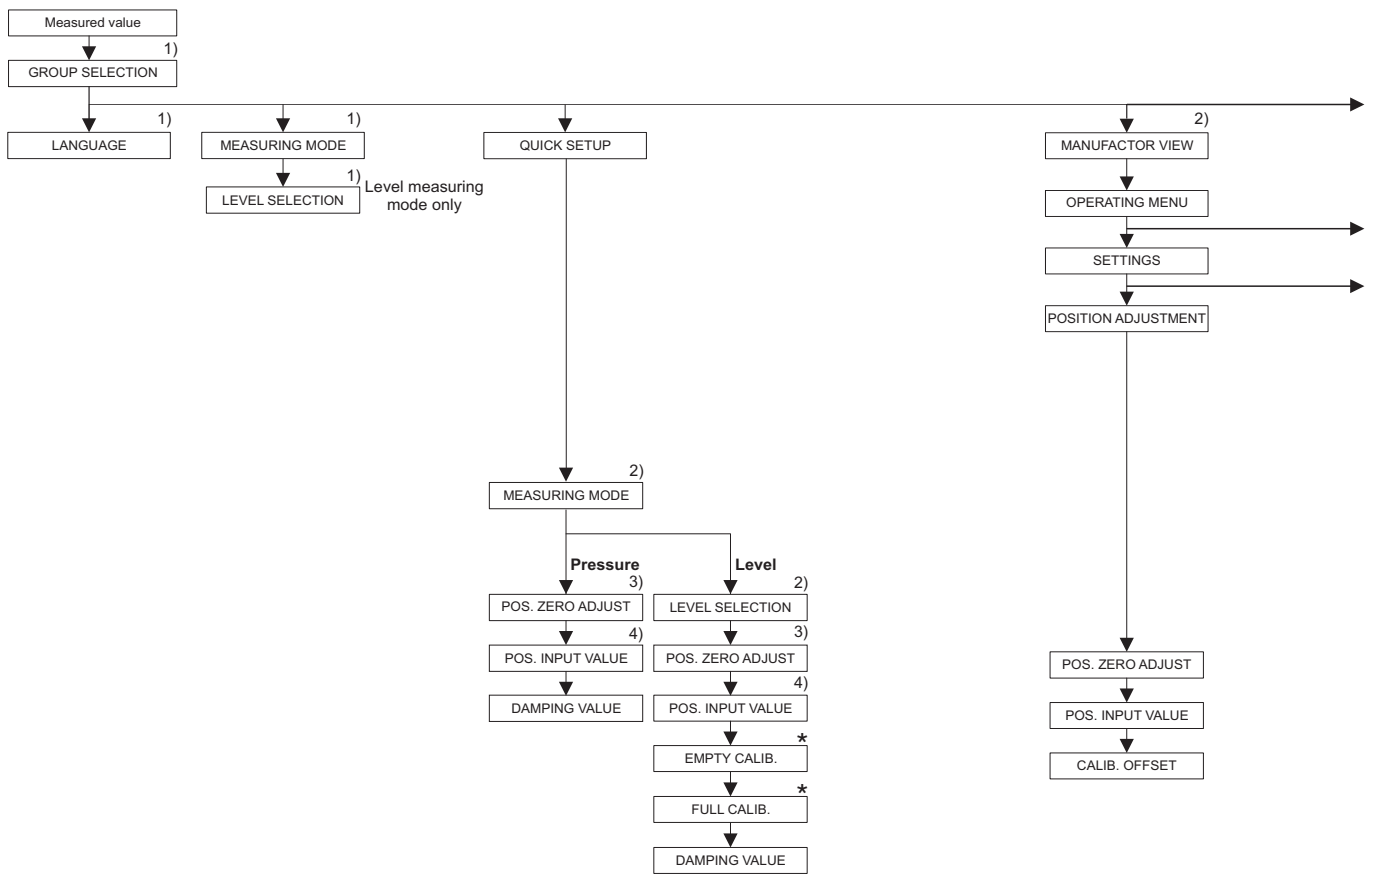 Measured value
1)
GROUP SELECTION
1)
LANGUAGE
1)
MEASURING MODE
QUICK SETUP
2)
MANUFACTOR VIEW
1)
LEVEL SELECTION
Level measuring
mode only
OPERATING MENU
SETTINGS
POSITION ADJUSTMENT
2)
MEASURING MODE
Pressure
Level
3)
POS. ZERO ADJUST
2)
LEVEL SELECTION
4)
POS. INPUT VALUE
3)
POS. ZERO ADJUST
DAMPING VALUE
4)
POS. INPUT VALUE
*
EMPTY CALIB.
*
FULL CALIB.
DAMPING VALUE
POS. ZERO ADJUST
POS. INPUT VALUE
CALIB. OFFSET